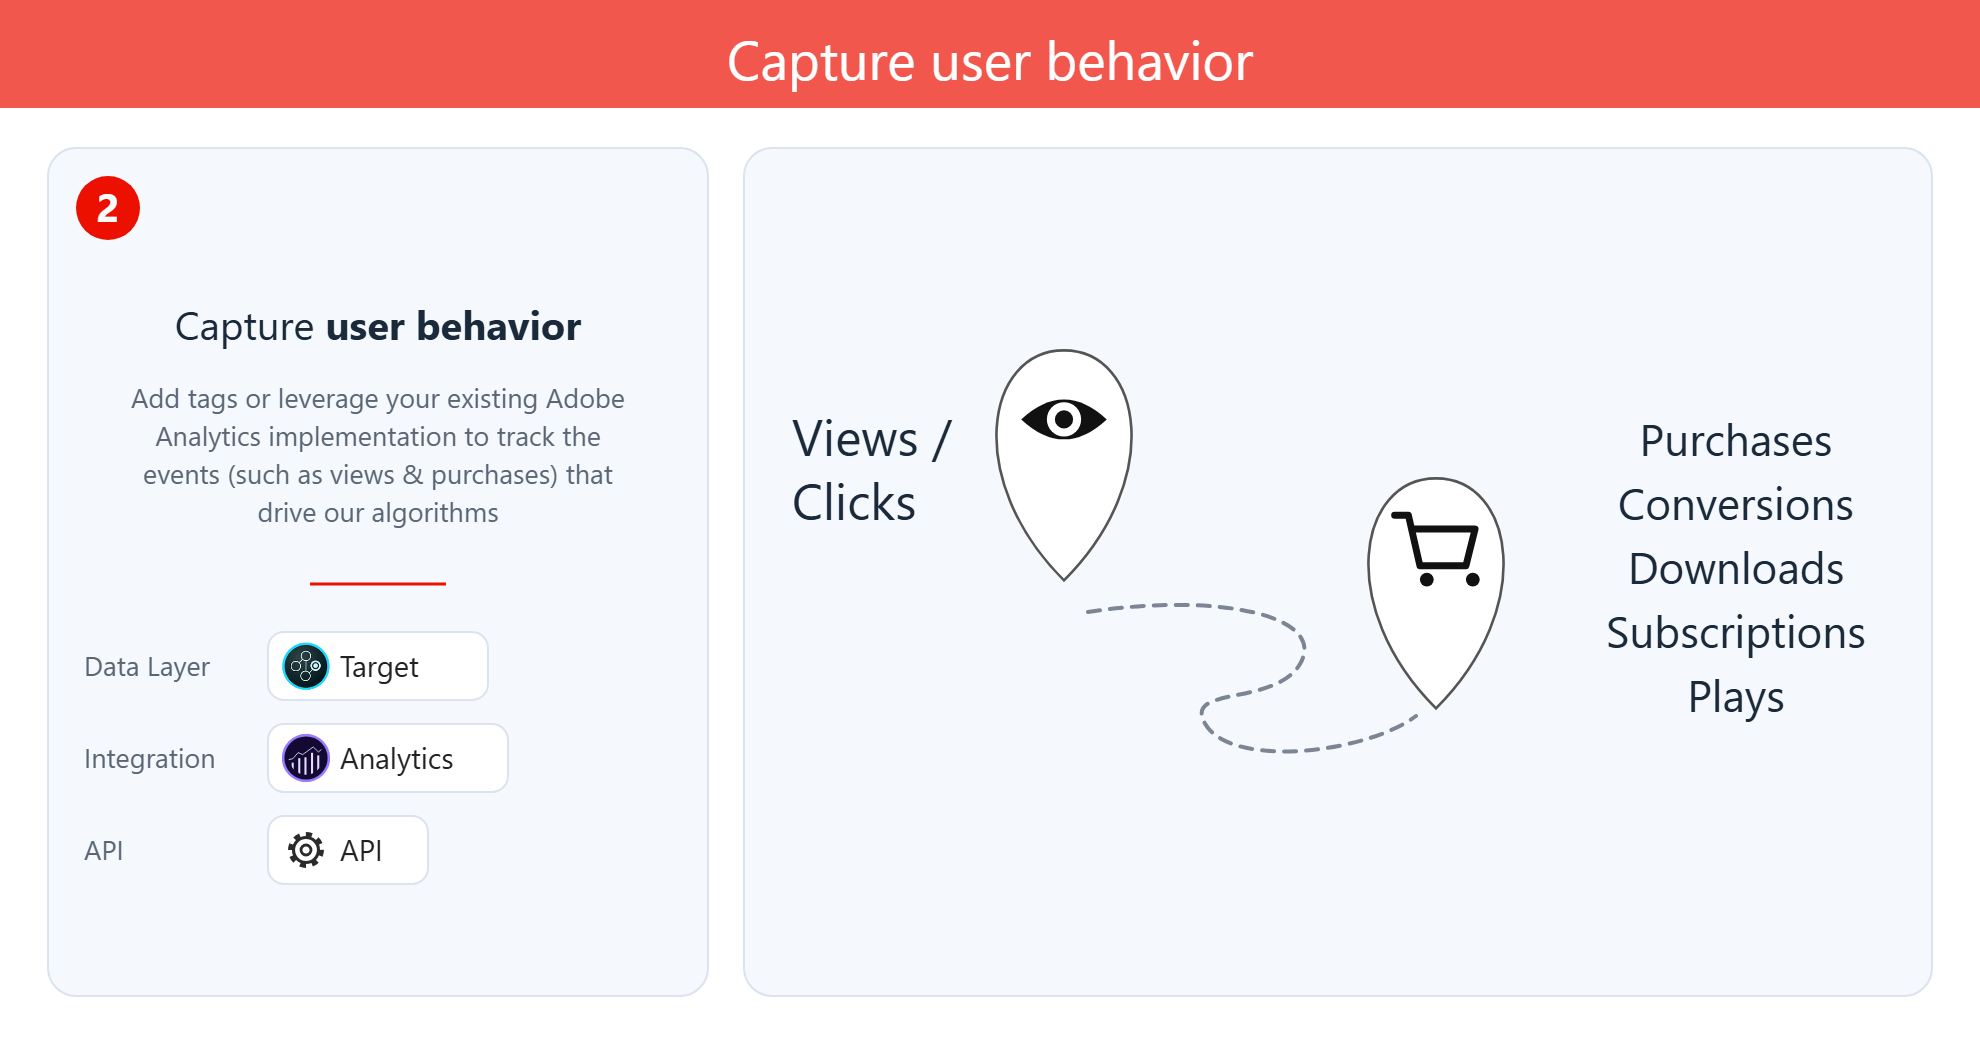 Capture user behavior
2
Capture user behavior
Add tags or leverage your existing Adobe
Analytics implementation to track the
events (such as views & purchases) that
drive our algorithms
Data Layer
Target
Integration
Analytics
API
API
Views /
Clicks
Purchases
Conversions
Downloads
Subscriptions
Plays